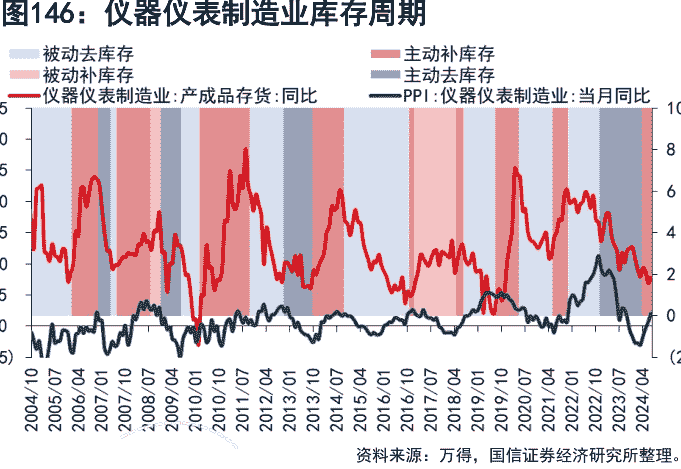 图146：仪器仪表制造业库存周期
被动去库存 主动补库存
被动补库存 主动去库存
仪器仪表制造业:产成品存货:同比 PPI:仪器仪表制造业:当月同比
5 10
5 8
0 6
5 4
0 2
5 0
0
5) (2
2004/10 2005/07 2006/04 2007/01 2007/10 2008/07 2009/04 2010/01 2010/10 2011/07 2012/04 2013/01 2013/10 2014/07 2015/04 2016/01 2016/10 2017/07 2018/04 2019/01 2019/10 2020/07 2021/04 2022/01 2022/10 2023/07 2024/04
资料来源：万得，国信证券经济研究所整理。